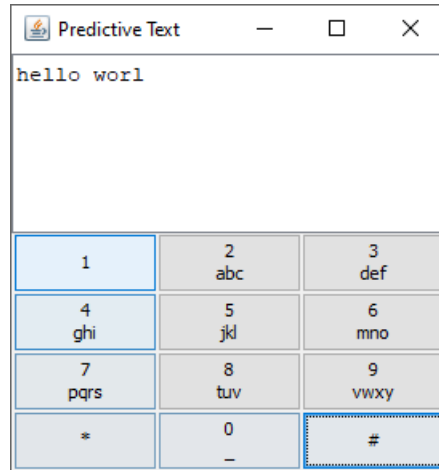 Predictive Text
hello worl
1
2
abc
3
def
4
ghi
5
jkl
6
mno
7
pqrs
8
tuv
9
vwxy
*
0
_
#